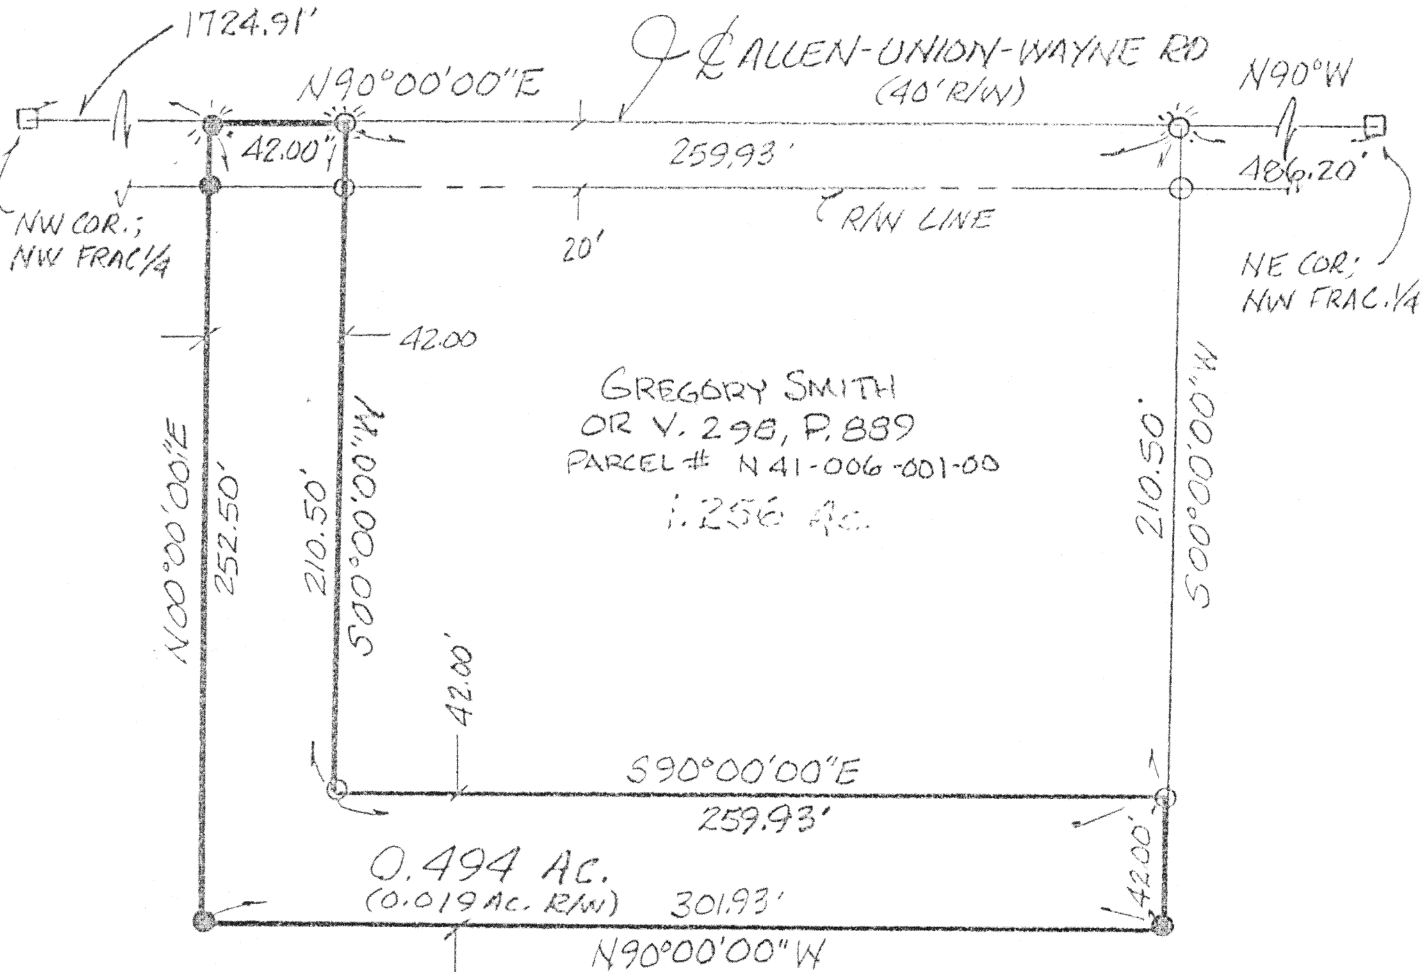 1724.91'
℄ ALLEN-UNION-WAYNE RD
(40' R/W)
N90°00'00"E
N90°W
42.00'
259.93'
486.20'
NW COR.;
NW FRAC 1/4
R/W LINE
20'
NE COR;
NW FRAC. 1/4
42.00
GREGORY SMITH
OR V. 298, P. 889
PARCEL # N 41-006-001-00
1.256 Ac.
N00°00'00"E
252.50'
210.50'
S00°00'00"W
210.50'
S00°00'00"W
42.00'
S90°00'00"E
259.93'
42.00'
0.494 AC.
(0.019 AC. R/W)
301.93'
N90°00'00"W